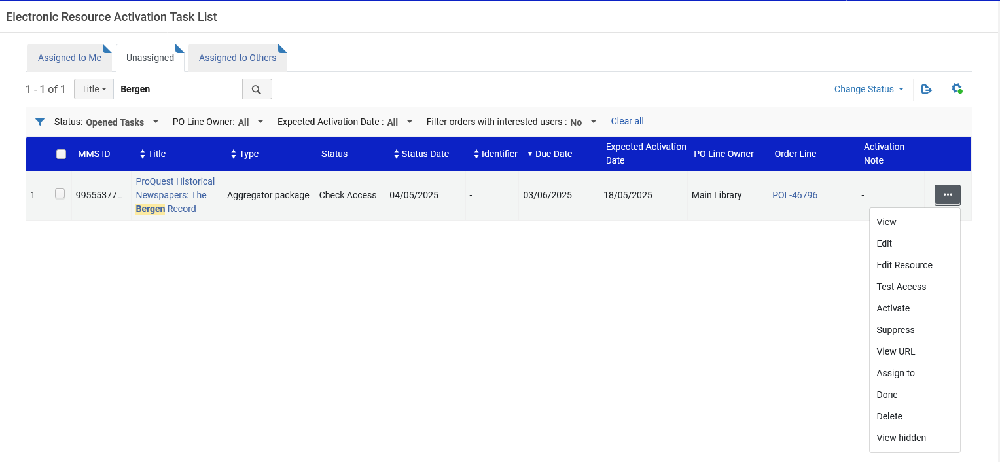 Electronic Resource Activation Task List
Assigned to Me
Unassigned
Assigned to Others
1 - 1 of 1
Title
Bergen
Change Status
Status: Opened Tasks
PO Line Owner: All
Expected Activation Date : All
Filter orders with interested users : No
Clear all
MMS ID
Title
Type
Status
Status Date
Identifier
Due Date
Expected Activation
Date
PO Line Owner
Order Line
Activation
Note
1
99555377...
ProQuest Historical
Newspapers: The
Bergen Record
Aggregator package
Check Access
04/05/2025
-
03/06/2025
18/05/2025
Main Library
POL-46796
-
View
Edit
Edit Resource
Test Access
Activate
Suppress
View URL
Assign to
Done
Delete
View hidden